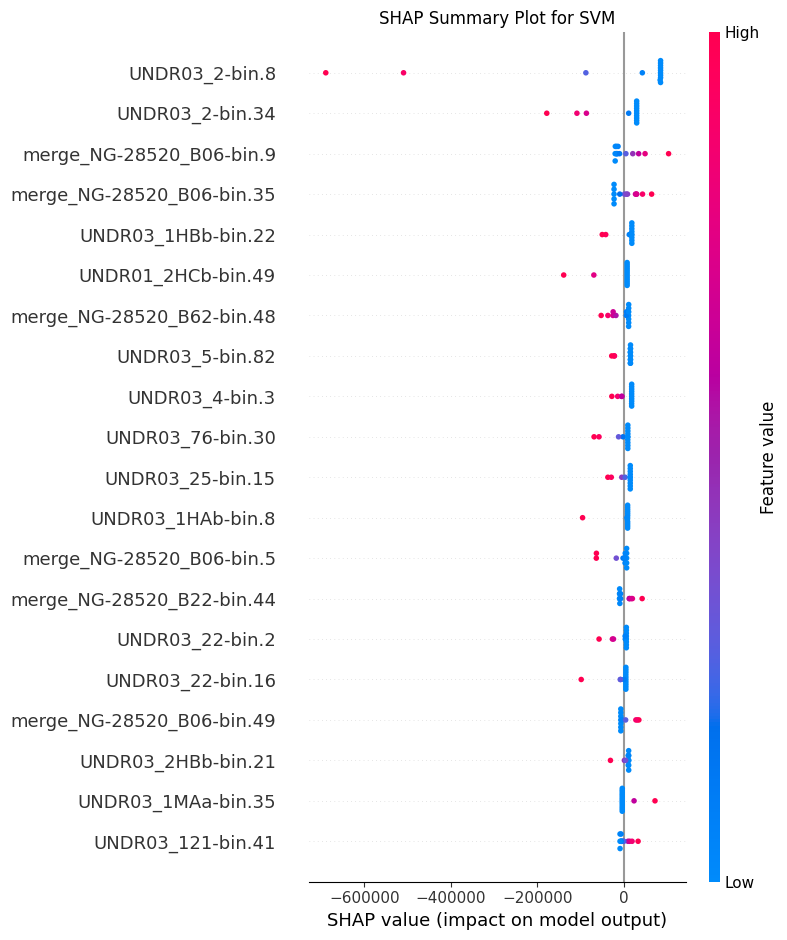 SHAP Summary Plot for SVM
High
UNDR03_2-bin.8
UNDR03_2-bin.34
merge_NG-28520_B06-bin.9
merge_NG-28520_B06-bin.35
UNDR03_1HBb-bin.22
UNDR01_2HCb-bin.49
merge_NG-28520_B62-bin.48
UNDR03_5-bin.82
UNDR03_4-bin.3
UNDR03_76-bin.30
UNDR03_25-bin.15
UNDR03_1HAb-bin.8
merge_NG-28520_B06-bin.5
merge_NG-28520_B22-bin.44
UNDR03_22-bin.2
UNDR03_22-bin.16
merge_NG-28520_B06-bin.49
UNDR03_2HBb-bin.21
UNDR03_1MAa-bin.35
UNDR03_121-bin.41
Feature value
Low
−600000 −400000 −200000 0
SHAP value (impact on model output)